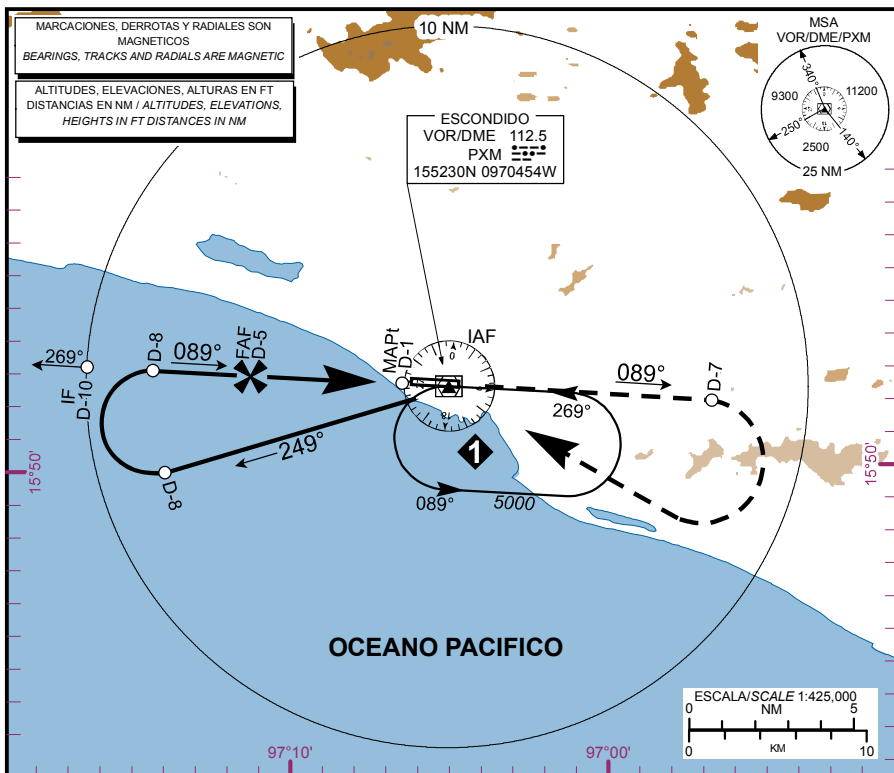 MARCACIONES, DERROTAS Y RADIALES SON
MAGNETICOS
BEARINGS, TRACKS AND RADIALS ARE MAGNETIC
ALTITUDES, ELEVACIONES, ALTURAS EN FT
DISTANCIAS EN NM / ALTITUDES, ELEVATIONS,
HEIGHTS IN FT DISTANCES IN NM
10 NM
MSA
VOR/DME/PXM
340°
9300
11200
250°
140°
2500
25 NM
ESCONDIDO
VOR/DME 112.5
PXM
155230N 0970454W
IAF
MAPt
D-1
FAF
D-5
D-8
089°
269°
IF
D-10
249°
D-8
089°
D-7
269°
0
18
1
089°
5000
15°50'
15°50'
OCEANO PACIFICO
ESCALA/SCALE 1:425,000
0 NM 5
0 KM 10
97°10'
97°00'